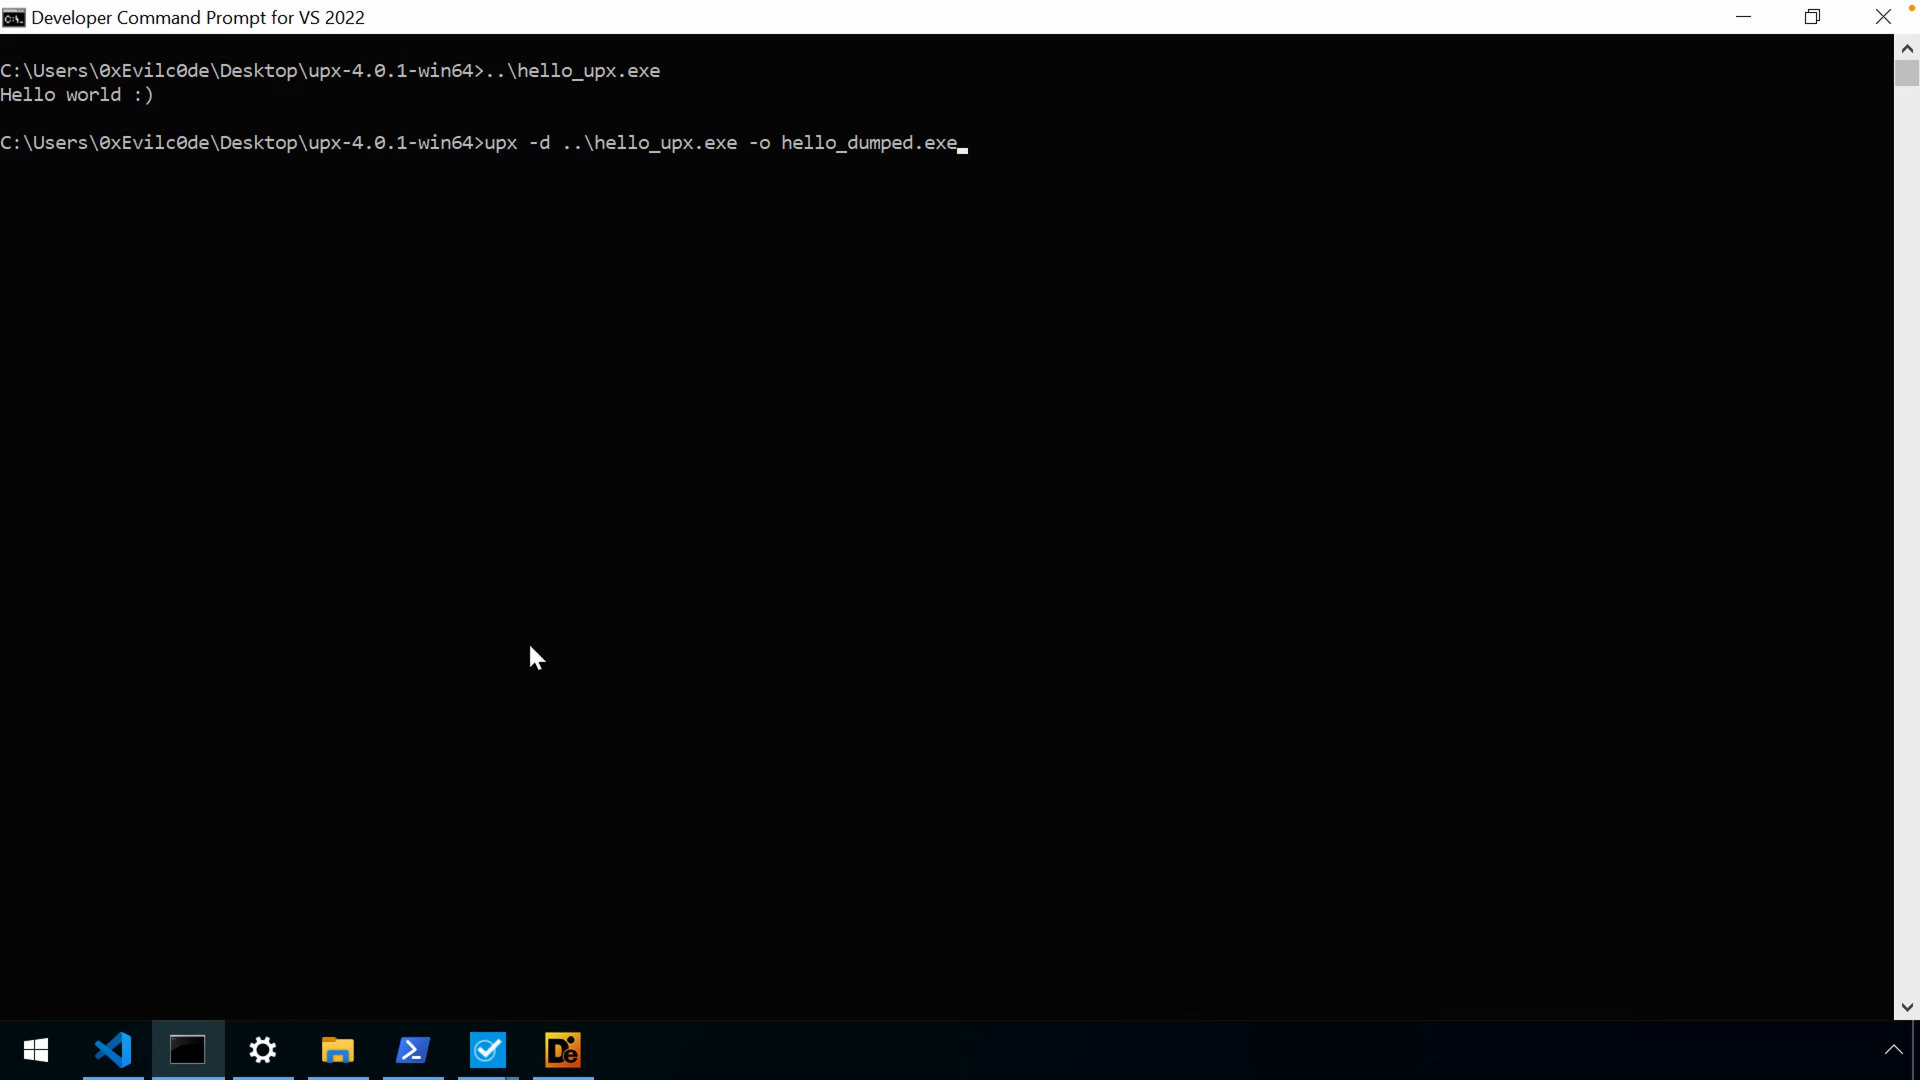 Developer Command Prompt for VS 2022
C:\Users\0xEvilc0de\Desktop\upx-4.0.1-win64>..\hello_upx.exe
Hello world :)
C:\Users\0xEvilc0de\Desktop\upx-4.0.1-win64>upx -d ..\hello_upx.exe -o hello_dumped.exe